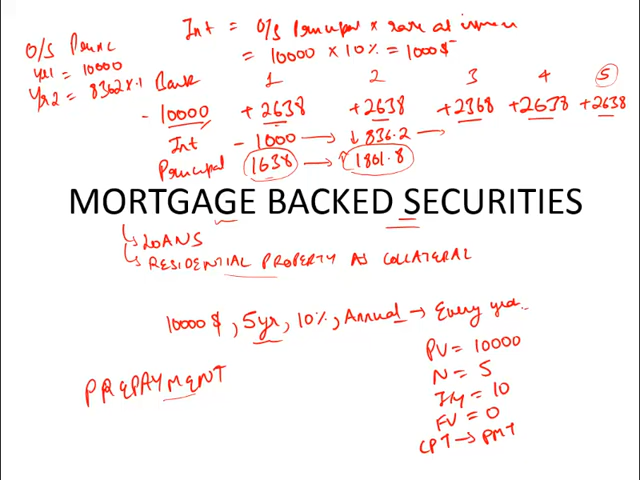 Int = O/S Principal x rate of interest
= 10000 x 10% = 1000$
O/S Princ
Yr1 = 10000
Yr2 = 8362 x .1
Bank 1 2 3 4 5
- 10000 + 2638 + 2638 + 2368 + 2638 + 2638
Int - 1000 → ↓ 836.2 →
Principal 1638 → ↑ 1801.8
MORTGAGE BACKED SECURITIES
↳ LOANS
↳ RESIDENTIAL PROPERTY AS COLLATERAL
10000 $, 5yr, 10%, Annual → Every year
PV = 10000
N = 5
I/Y = 10
FV = 0
CPT → PMT
PREPAYMENT